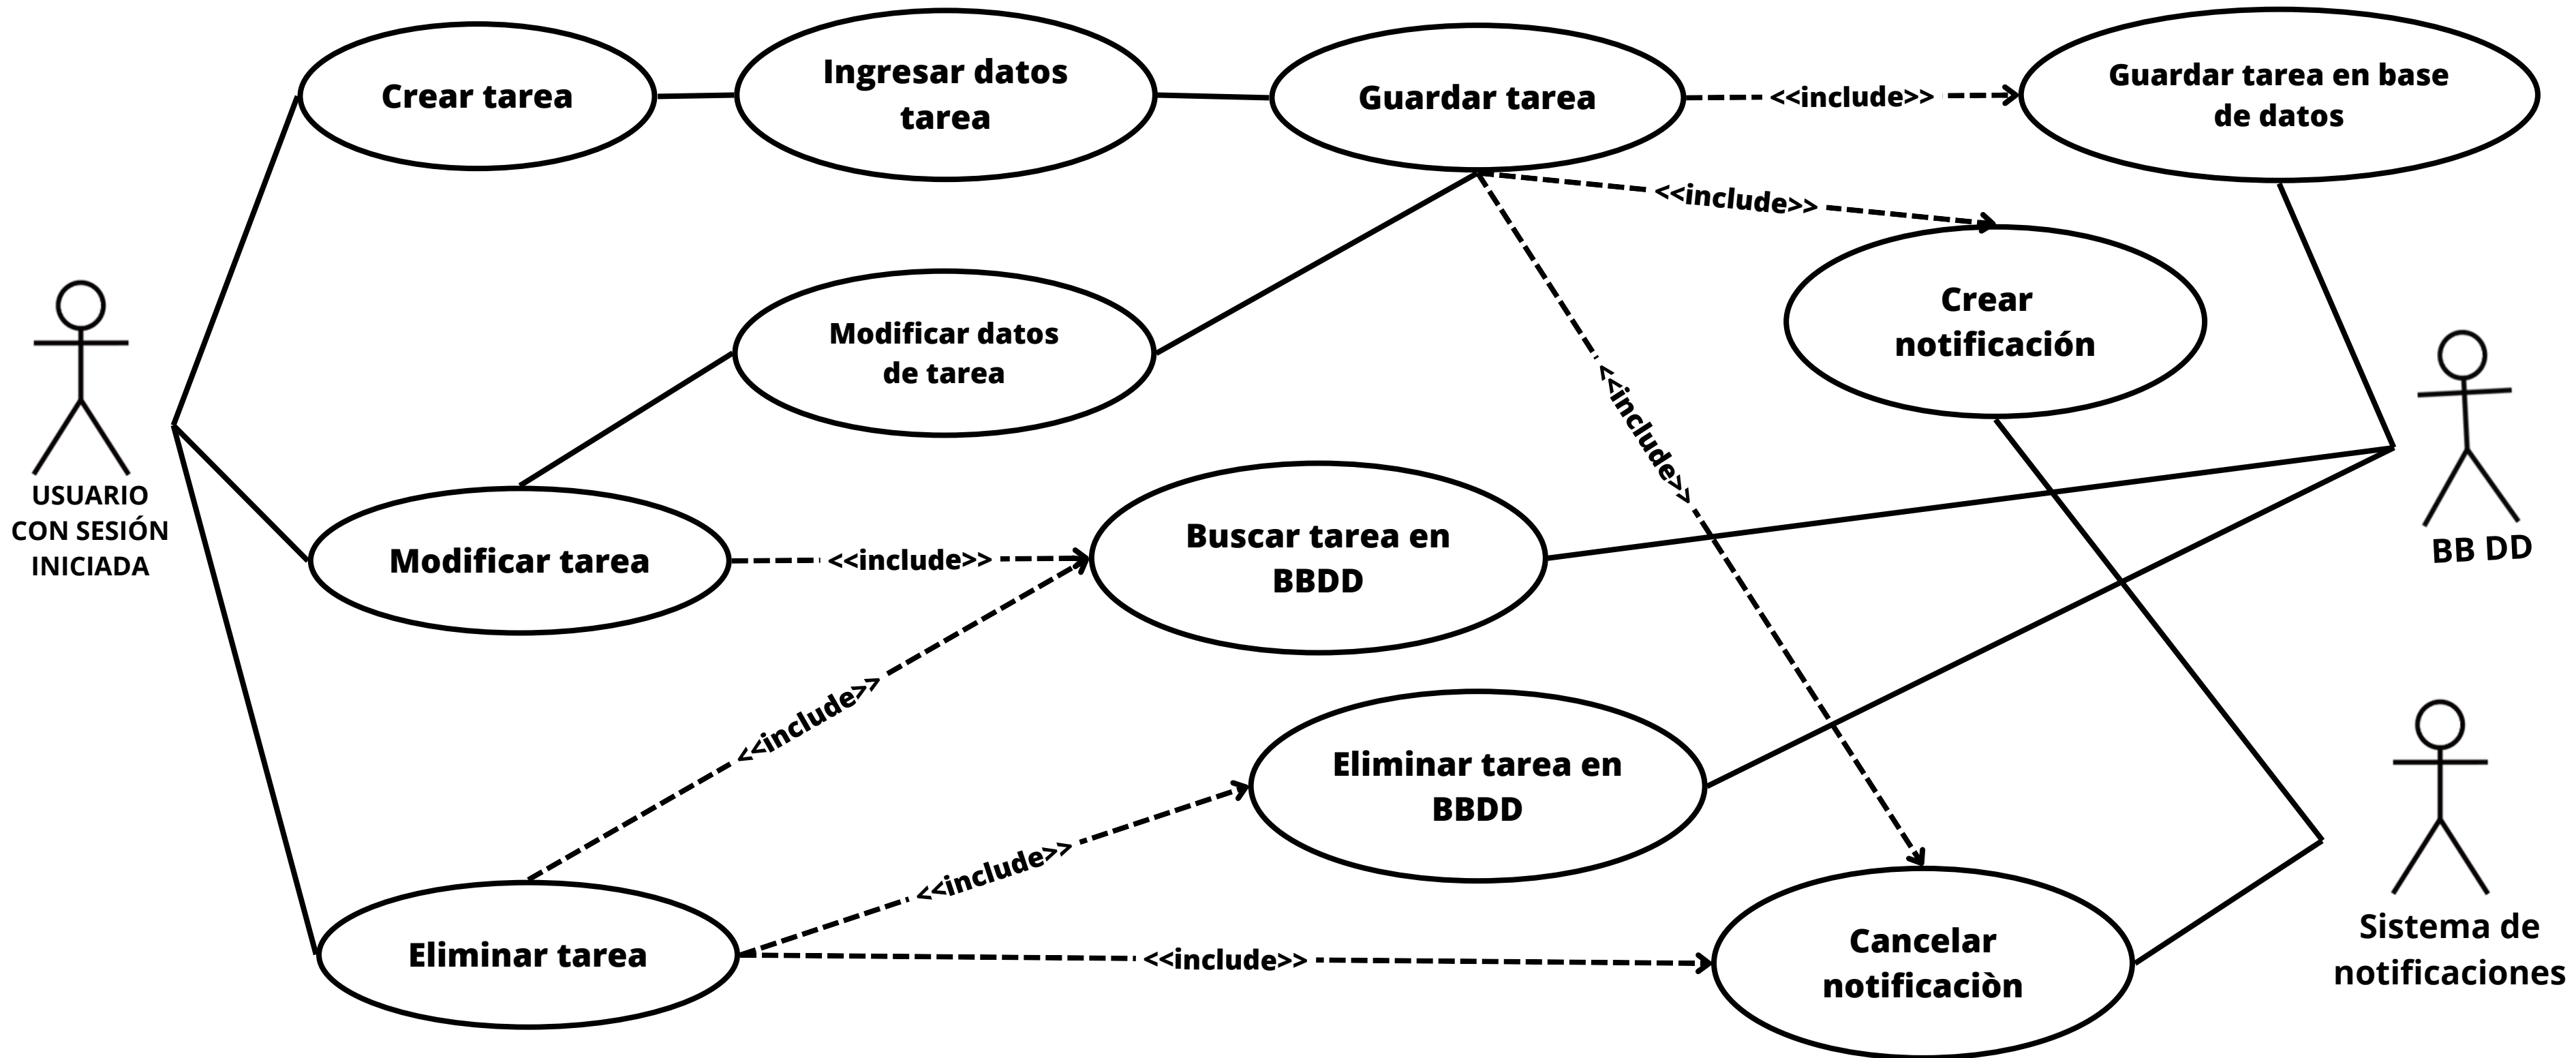 Crear tarea
Ingresar datos
tarea
Guardar tarea
<<include>>
Guardar tarea en base
de datos
<<include>>
Crear
notificación
Modificar datos
de tarea
<<include>>
USUARIO
CON SESIÓN
INICIADA
BB DD
Modificar tarea
<<include>>
Buscar tarea en
BBDD
<<include>>
Eliminar tarea en
BBDD
<<include>>
Eliminar tarea
<<include>>
Cancelar
notificaciòn
Sistema de
notificaciones